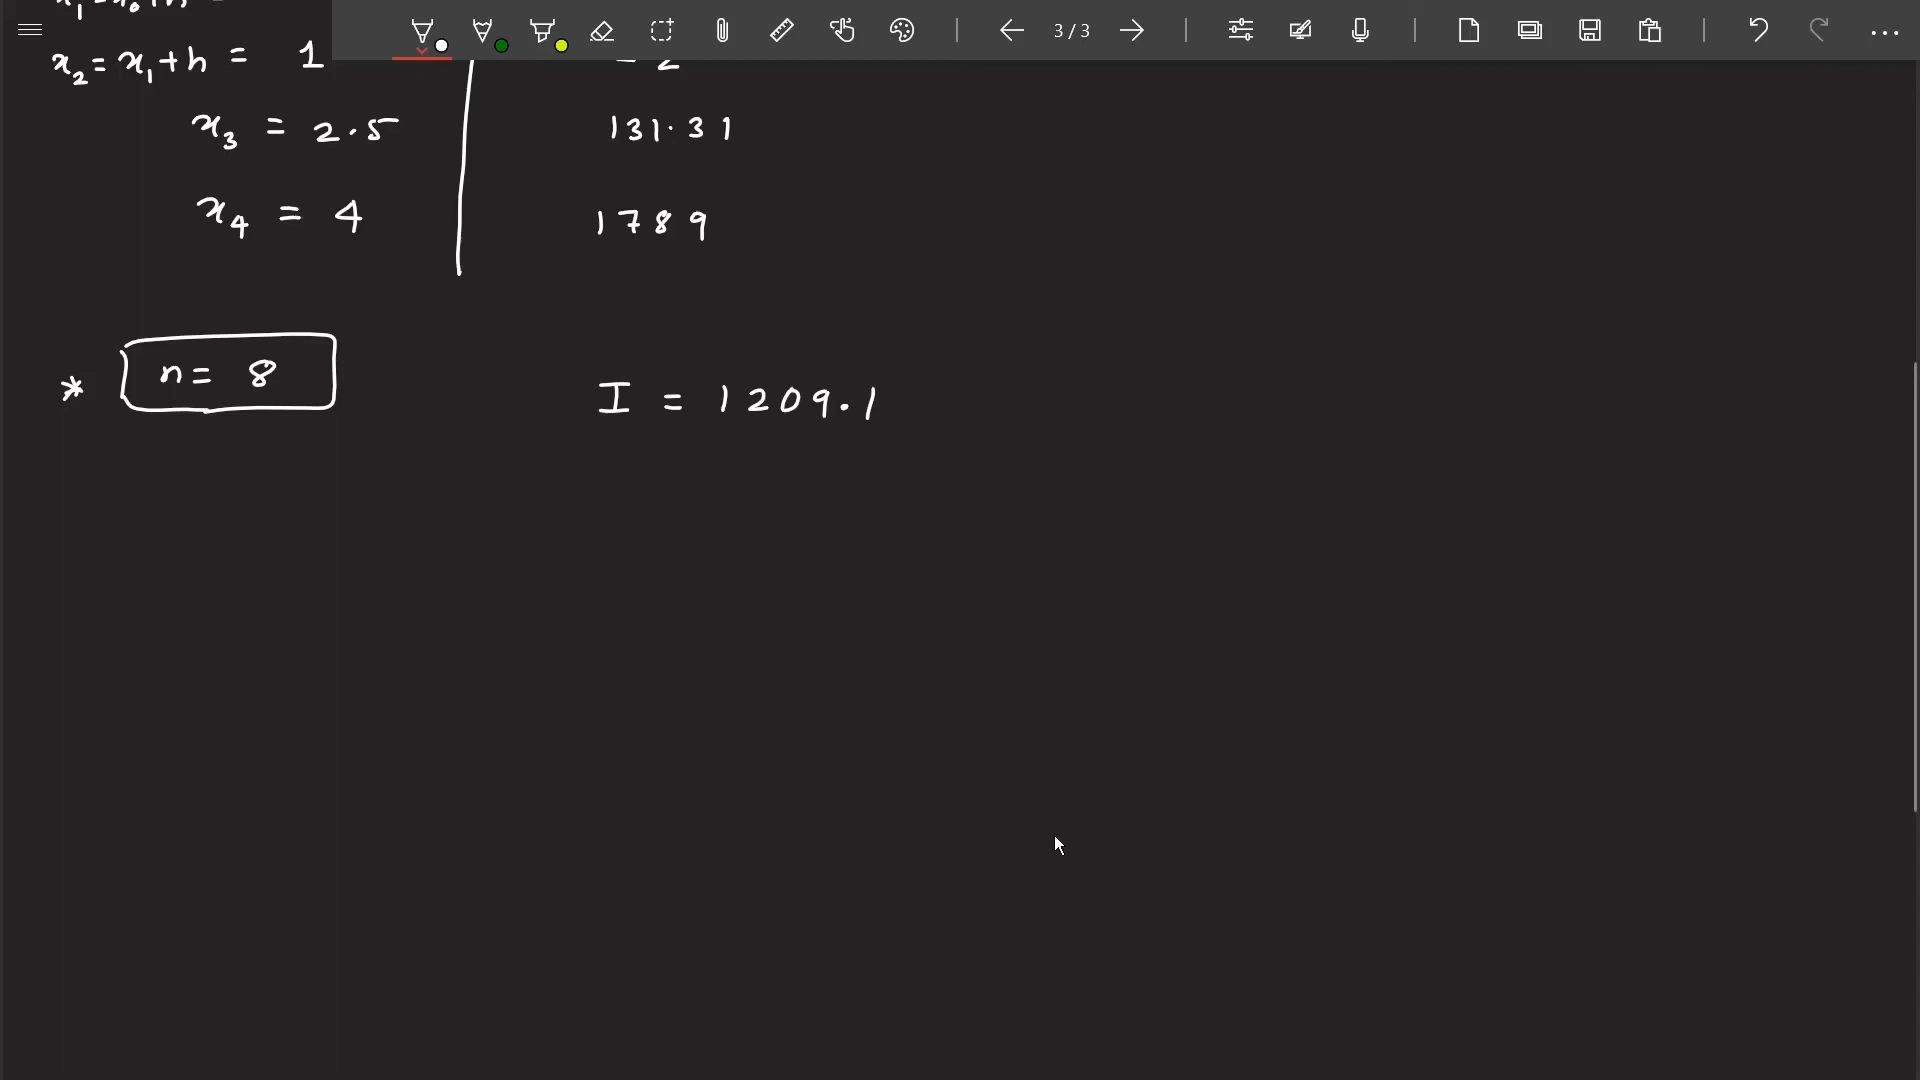 3 / 3
x₂ = x₁ + h = 1
x₃ = 2.5 131.31
x₄ = 4 1789
* n = 8 I = 1209.1